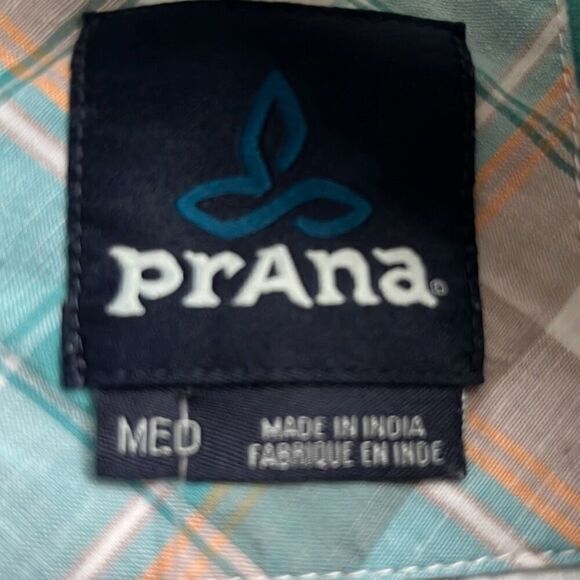 prAna®
MED
MADE IN INDIA
FABRIQUE EN INDE